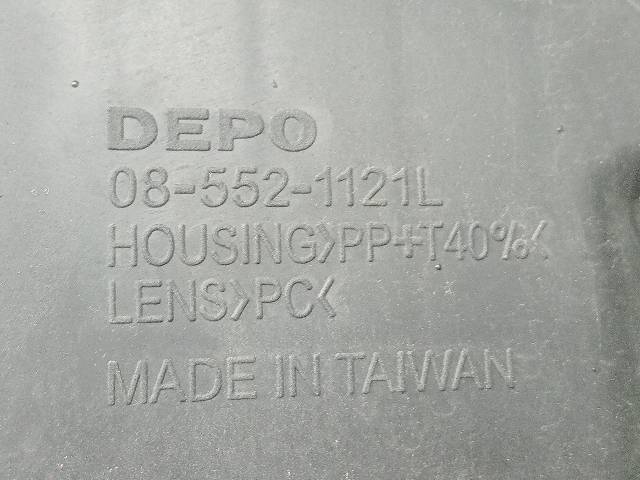 DEPO
08-552-1121L
HOUSING>PP+T40%<
LENS>PC<
MADE IN TAIWAN